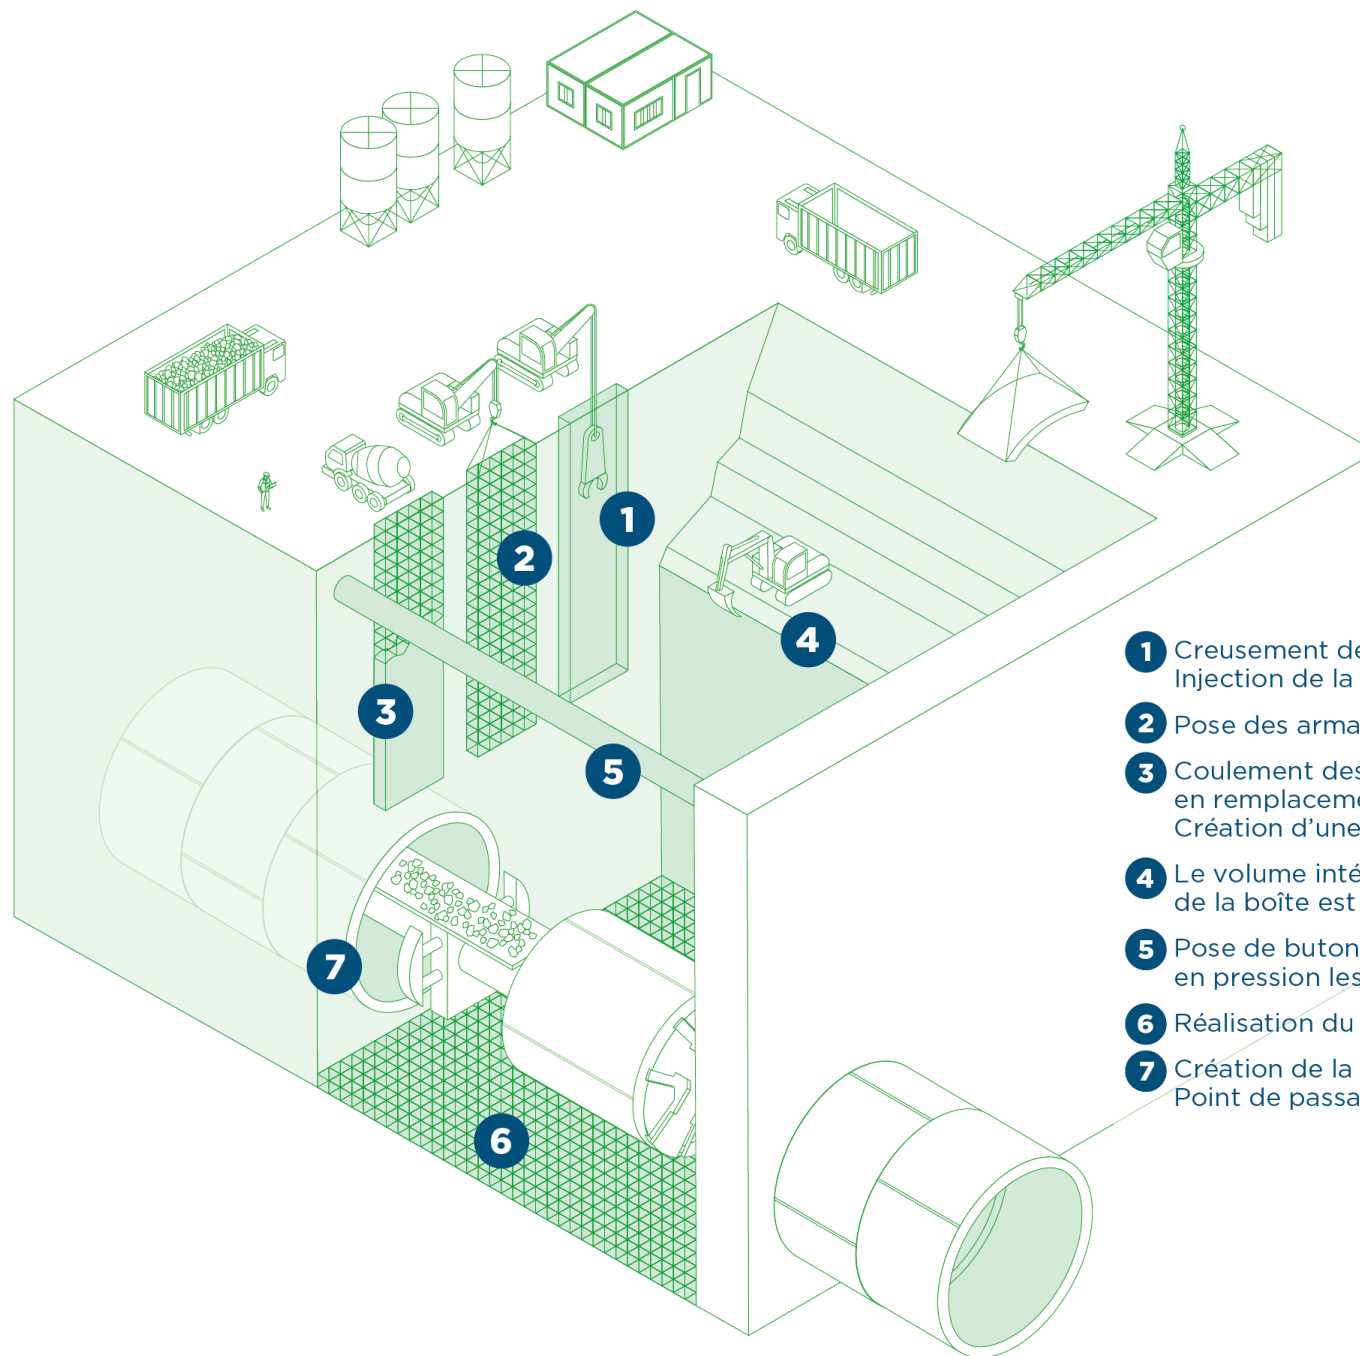 1
2
3
4
5
6
7
1 Creusement de
Injection de la
2 Pose des arma
3 Coulement des
en remplaceme
Création d’une
4 Le volume inté
de la boîte est
5 Pose de buton
en pression les
6 Réalisation du
7 Création de la
Point de passa